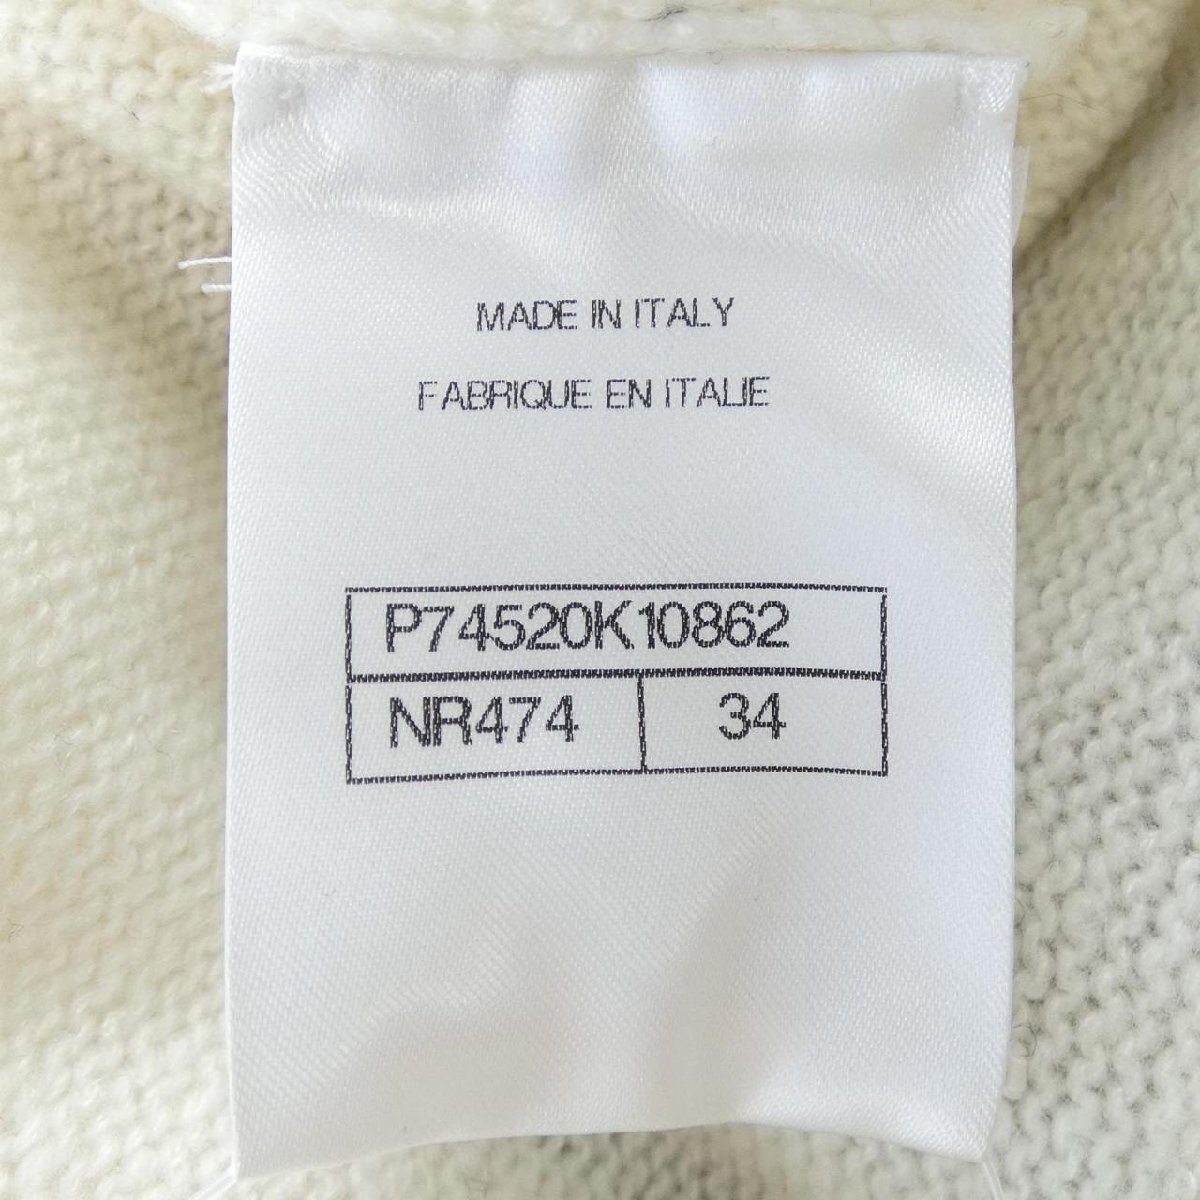 MADE IN ITALY
FABRIQUE EN ITALIE
P74520K10862
NR474 34